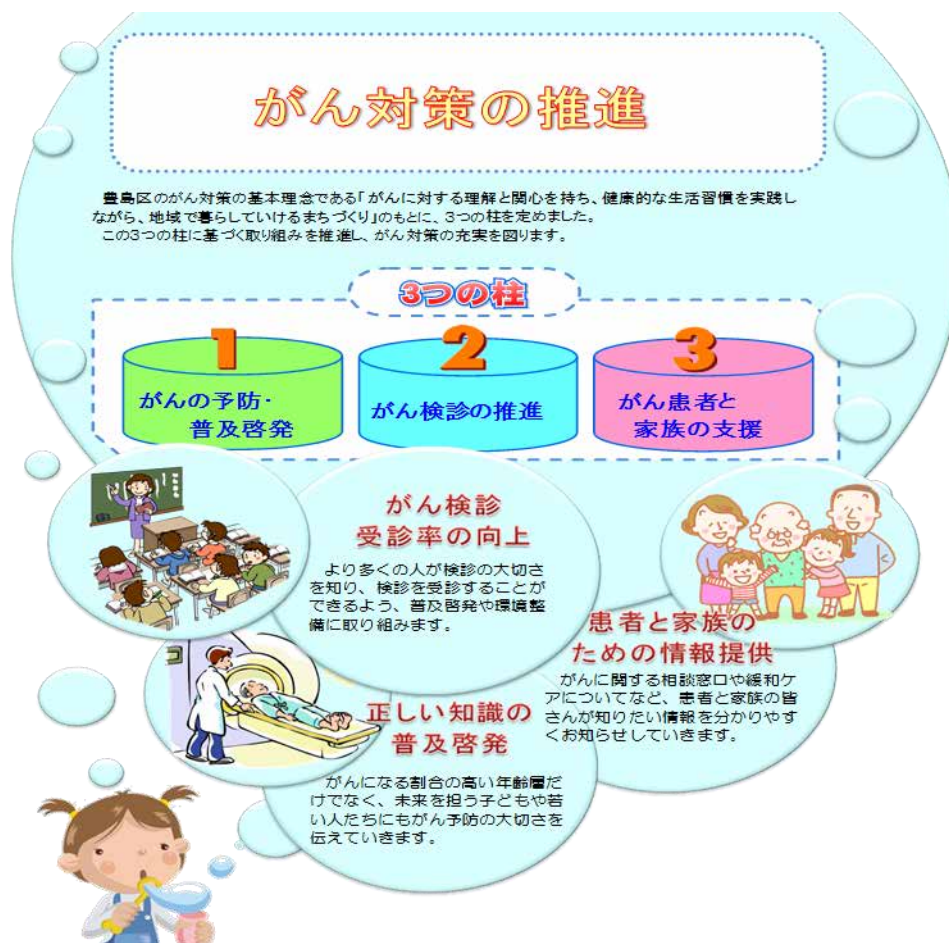 がん対策の推進
豊島区のがん対策の基本理念である「がんに対する理解と関心を持ち、健康的な生活習慣を実践し
ながら、地域で暮らしていけるまちづくり」のもとに、3つの柱を定めました。
この3つの柱に基づく取り組みを推進し、がん対策の充実を図ります。
3つの柱
1
がんの予防・
普及啓発
2
がん検診の推進
3
がん患者と
家族の支援
がん検診
受診率の向上
より多くの人が検診の大切さ
を知り、検診を受診することが
できるよう、普及啓発や環境整
備に取り組みます。
患者と家族の
ための情報提供
がんに関する相談窓口や緩和ケ
アについてなど、患者と家族の皆
さんが知りたい情報を分かりやす
くお知らせしていきます。
正しい知識の
普及啓発
がんになる割合の高い年齢層だ
けでなく、未来を担う子どもや若
い人たちにもがん予防の大切さを
伝えていきます。